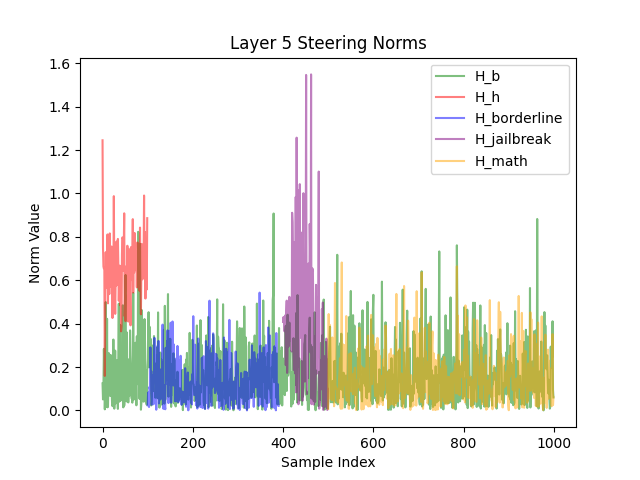 Layer 5 Steering Norms
H_b
H_h
H_borderline
H_jailbreak
H_math
Norm Value
1.6
1.4
1.2
1.0
0.8
0.6
0.4
0.2
0.0
0
200
400
600
800
1000
Sample Index